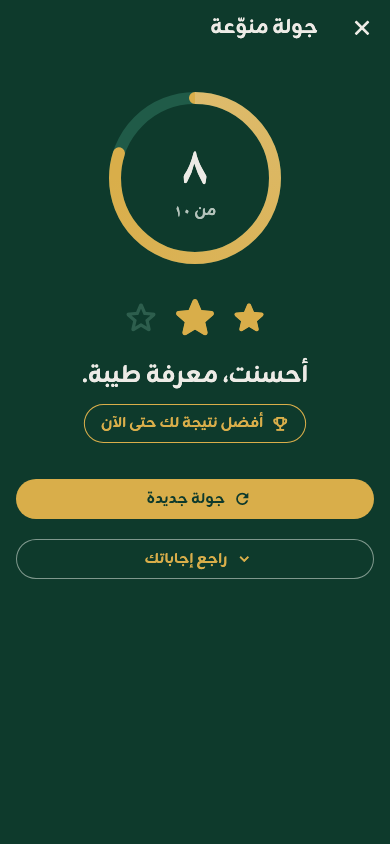 جولة منوّعة
٨
من ١٠
أحسنت، معرفة طيبة.
أفضل نتيجة لك حتى الآن
جولة جديدة
راجع إجاباتك